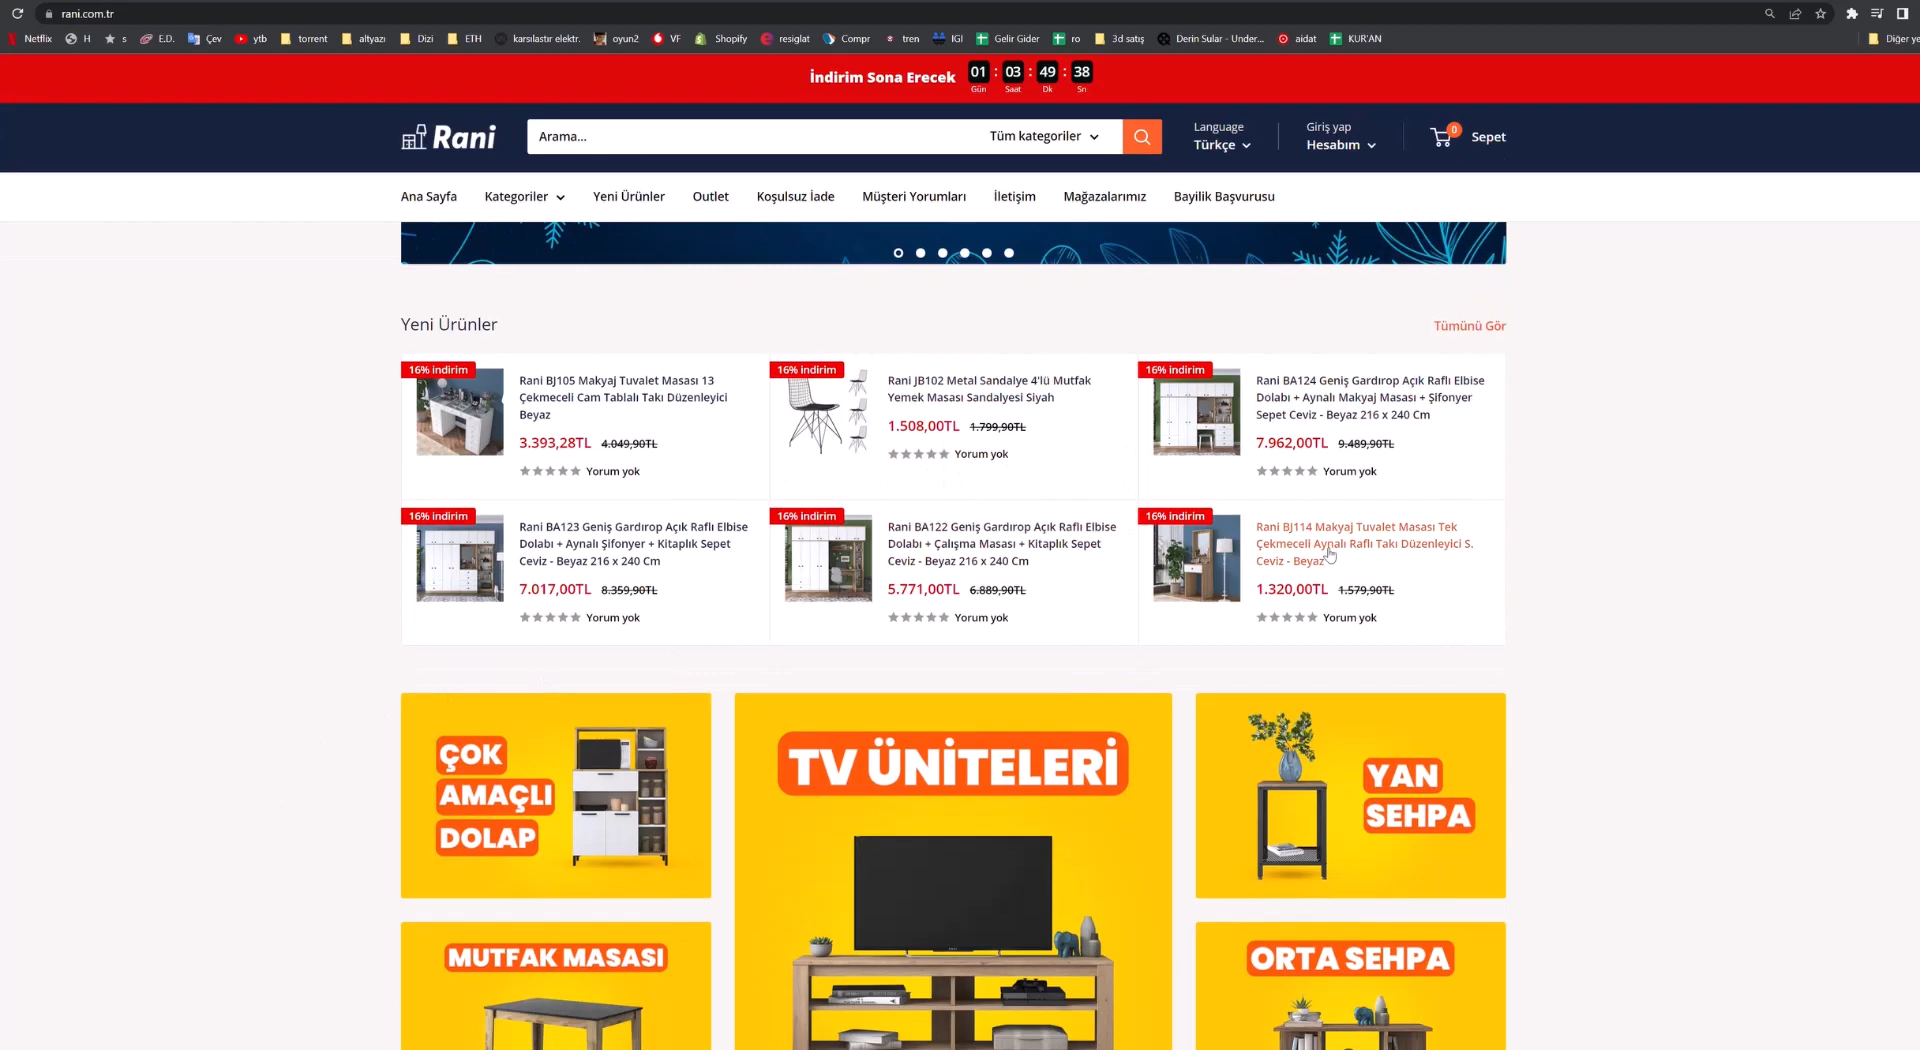 rani.com.tr
Netflix H s E.D. Çev ytb torrent altyazı Dizi ETH karsılastır elektr. oyun2 VF Shopify resiglat Compr tren IGI Gelir Gider ro 3d satış Derin Sular - Under... aidat KUR'AN Diğer ye
İndirim Sona Erecek 01 : 03 : 49 : 38
Gün Saat Dk Sn
Rani
Arama... Tüm kategoriler
Language
Türkçe
Giriş yap
Hesabım
0 Sepet
Ana Sayfa Kategoriler Yeni Ürünler Outlet Koşulsuz İade Müşteri Yorumları İletişim Mağazalarımız Bayilik Başvurusu
Yeni Ürünler Tümünü Gör
16% indirim
Rani BJ105 Makyaj Tuvalet Masası 13
Çekmeceli Cam Tablalı Takı Düzenleyici
Beyaz
3.393,28TL 4.049,90TL
Yorum yok
16% indirim
Rani JB102 Metal Sandalye 4'lü Mutfak
Yemek Masası Sandalyesi Siyah
1.508,00TL 1.799,90TL
Yorum yok
16% indirim
Rani BA124 Geniş Gardırop Açık Raflı Elbise
Dolabı + Aynalı Makyaj Masası + Şifonyer
Sepet Ceviz - Beyaz 216 x 240 Cm
7.962,00TL 9.489,90TL
Yorum yok
16% indirim
Rani BA123 Geniş Gardırop Açık Raflı Elbise
Dolabı + Aynalı Şifonyer + Kitaplık Sepet
Ceviz - Beyaz 216 x 240 Cm
7.017,00TL 8.359,90TL
Yorum yok
16% indirim
Rani BA122 Geniş Gardırop Açık Raflı Elbise
Dolabı + Çalışma Masası + Kitaplık Sepet
Ceviz - Beyaz 216 x 240 Cm
5.771,00TL 6.889,90TL
Yorum yok
16% indirim
Rani BJ114 Makyaj Tuvalet Masası Tek
Çekmeceli Aynalı Raflı Takı Düzenleyici S.
Ceviz - Beyaz
1.320,00TL 1.579,90TL
Yorum yok
ÇOK
AMAÇLI
DOLAP
TV ÜNİTELERİ
YAN
SEHPA
MUTFAK MASASI
ORTA SEHPA